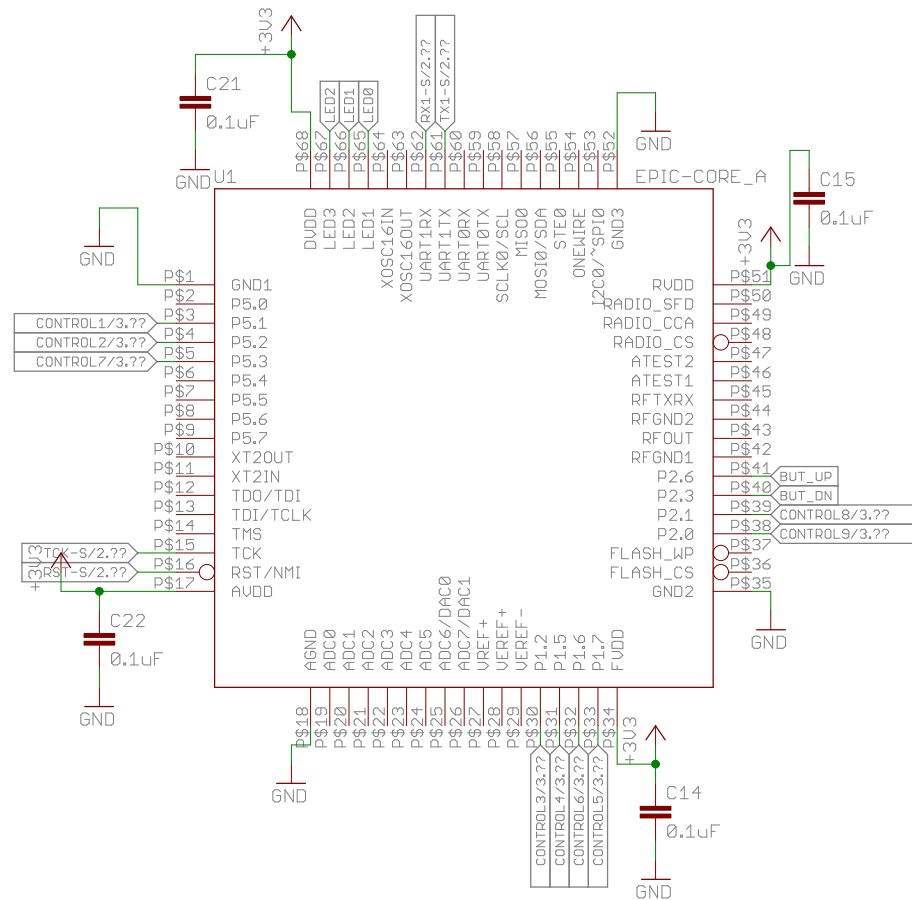 +3V3
C21
0.1uF
GND
LED2
LED1
LED0
RX1-S/2.??
TX1-S/2.??
P$68
P$67
P$66
P$65
P$64
P$63
P$62
P$61
P$60
P$59
P$58
P$57
P$56
P$55
P$54
P$53
P$52
GND
U1
EPIC-CORE_A
DVDD
LED3
LED2
LED1
XOSC16IN
XOSC16OUT
UART1RX
UART1TX
UART0RX
UART0TX
SCLK0/SCL
MISO0
MOSI0/SDA
STE0
ONEWIRE
I2C0/~SPI0
GND3
C15
0.1uF
+3V3
GND
GND
P$1 GND1
P$2 P5.0
CONTROL1/3.?? P$3 P5.1
CONTROL2/3.?? P$4 P5.2
CONTROL7/3.?? P$5 P5.3
P$6 P5.4
P$7 P5.5
P$8 P5.6
P$9 P5.7
P$10 XT2OUT
P$11 XT2IN
P$12 TDO/TDI
P$13 TDI/TCLK
P$14 TMS
TCK-S/2.?? P$15 TCK
RST-S/2.?? P$16 RST/NMI
P$17 AVDD
+3V3
C22
0.1uF
GND
RVDD P$51
RADIO_SFD P$50
RADIO_CCA P$49
RADIO_CS P$48
ATEST2 P$47
ATEST1 P$46
RFTXRX P$45
RFGND2 P$44
RFOUT P$43
RFGND1 P$42
P2.6 P$41 BUT_UP
P2.3 P$40 BUT_DN
P2.1 P$39 CONTROL8/3.??
P2.0 P$38 CONTROL9/3.??
FLASH_WP P$37
FLASH_CS P$36
GND2 P$35
GND
AGND
ADC0
ADC1
ADC2
ADC3
ADC4
ADC5
ADC6/DAC0
ADC7/DAC1
VREF+
VEREF+
VEREF-
P1.2
P1.5
P1.6
P1.7
FVDD
P$18
P$19
P$20
P$21
P$22
P$23
P$24
P$25
P$26
P$27
P$28
P$29
P$30
P$31
P$32
P$33
P$34
GND
CONTROL3/3.??
CONTROL4/3.??
CONTROL6/3.??
CONTROL5/3.??
+3V3
C14
0.1uF
GND